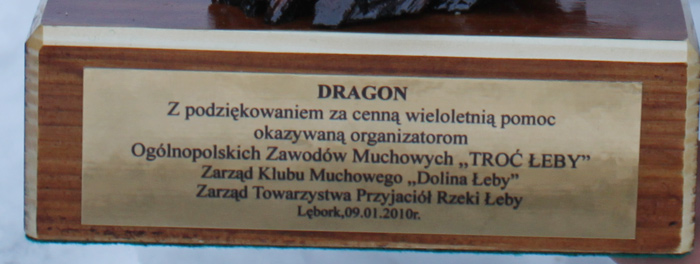 DRAGON
Z podziękowaniem za cenną wieloletnią pomoc
okazywaną organizatorom
Ogólnopolskich Zawodów Muchowych „TROĆ ŁEBY”
Zarząd Klubu Muchowego „Dolina Łeby”
Zarząd Towarzystwa Przyjaciół Rzeki Łeby
Lębork,09.01.2010r.